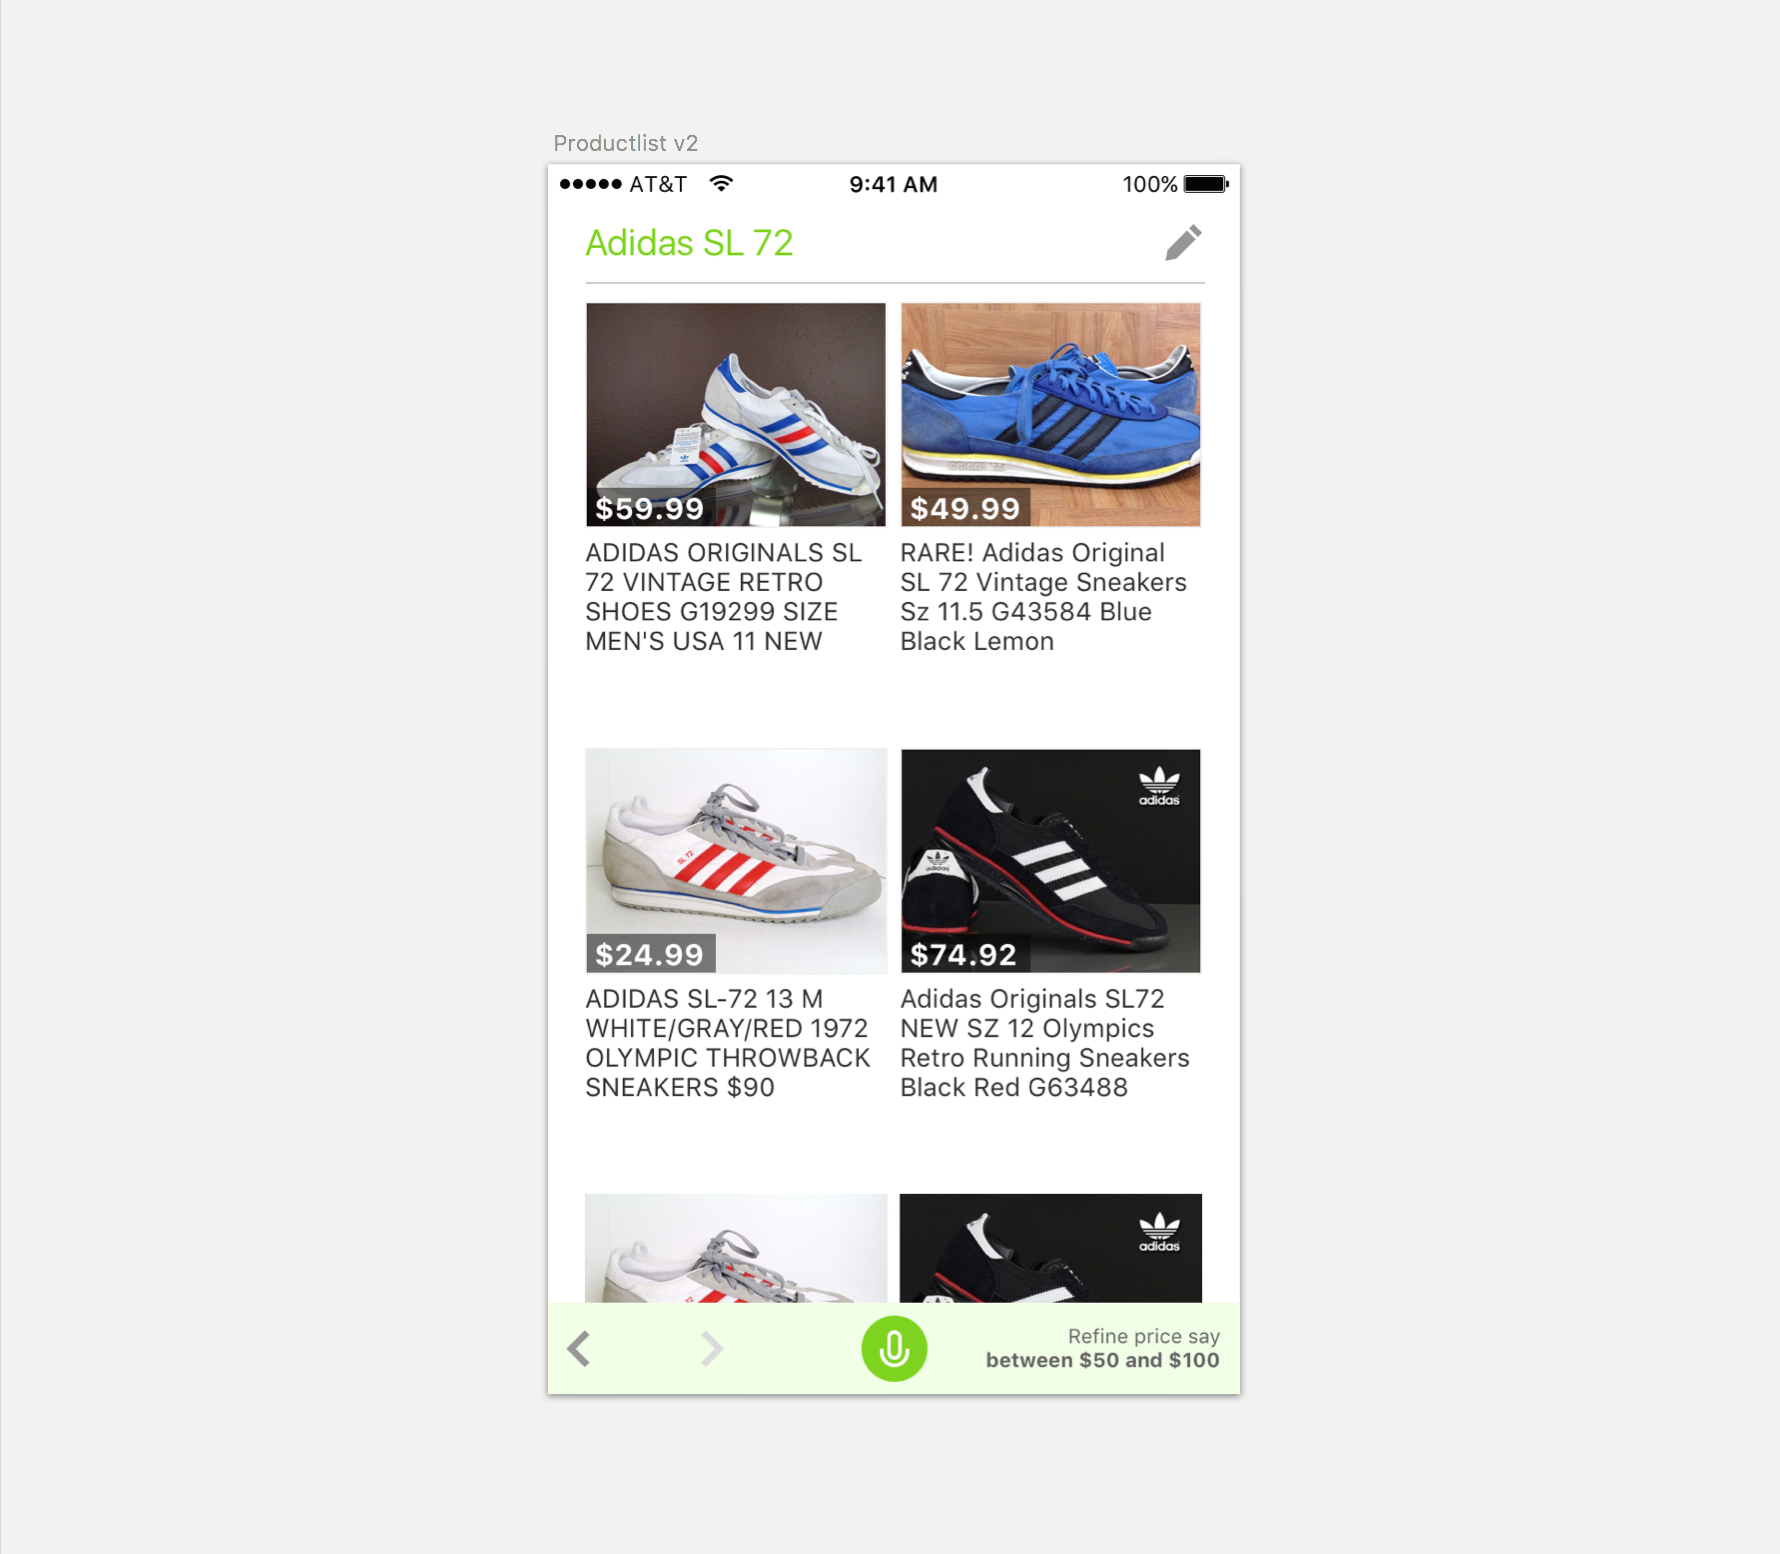 Productlist v2
AT&T
9:41 AM
100%
Adidas SL 72
$59.99
$49.99
ADIDAS ORIGINALS SL
72 VINTAGE RETRO
SHOES G19299 SIZE
MEN'S USA 11 NEW
RARE! Adidas Original
SL 72 Vintage Sneakers
Sz 11.5 G43584 Blue
Black Lemon
SL 72
adidas
adidas
$24.99
$74.92
ADIDAS SL-72 13 M
WHITE/GRAY/RED 1972
OLYMPIC THROWBACK
SNEAKERS $90
Adidas Originals SL72
NEW SZ 12 Olympics
Retro Running Sneakers
Black Red G63488
adidas
72
Refine price say
between $50 and $100